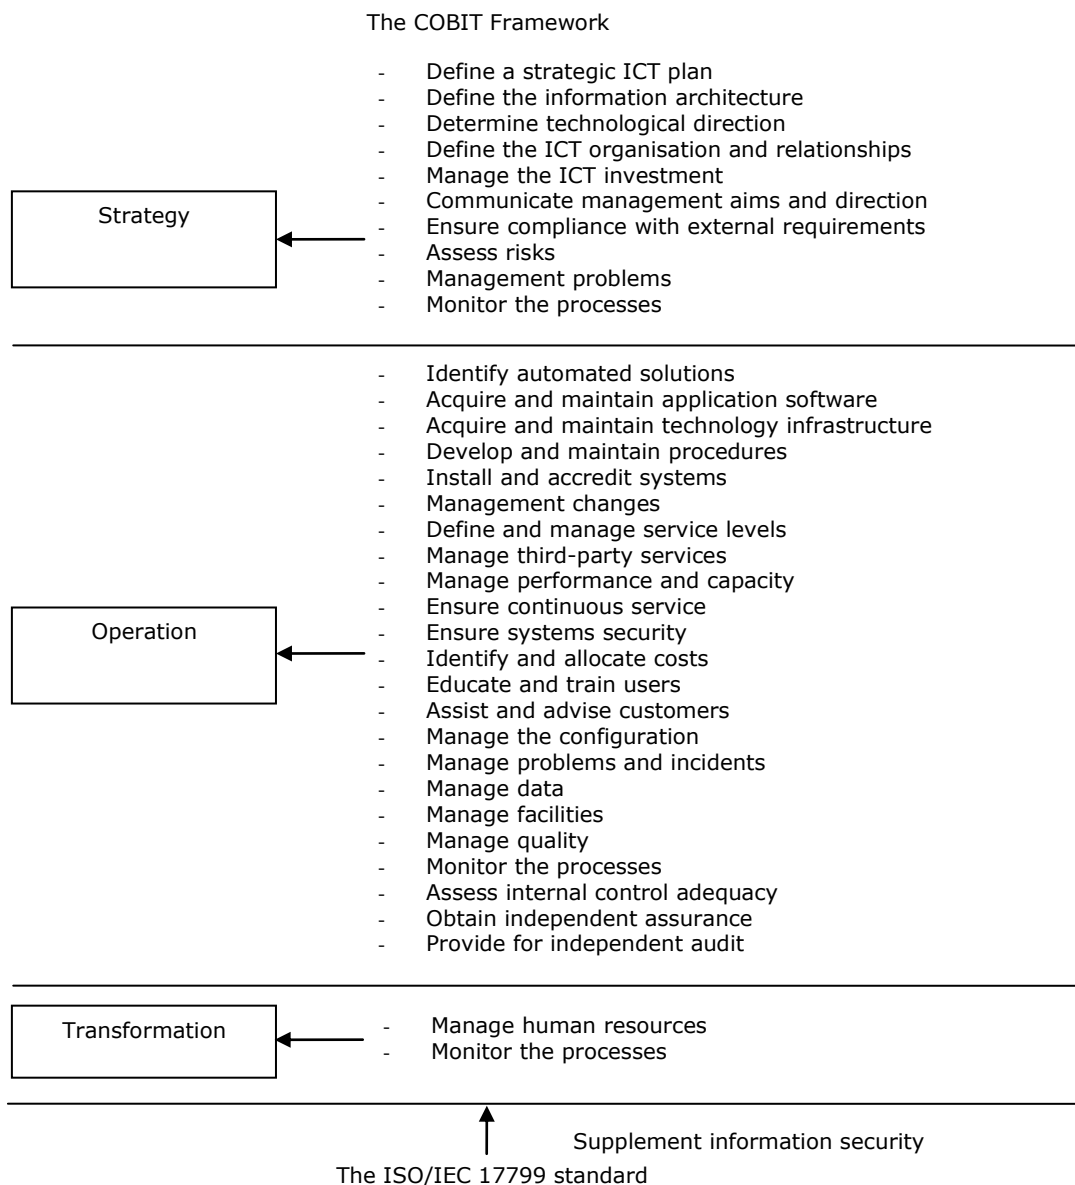 The COBIT Framework
- Define a strategic ICT plan
- Define the information architecture
- Determine technological direction
- Define the ICT organisation and relationships
- Manage the ICT investment
- Communicate management aims and direction
- Ensure compliance with external requirements
- Assess risks
- Management problems
- Monitor the processes
Strategy
- Identify automated solutions
- Acquire and maintain application software
- Acquire and maintain technology infrastructure
- Develop and maintain procedures
- Install and accredit systems
- Management changes
- Define and manage service levels
- Manage third-party services
- Manage performance and capacity
- Ensure continuous service
- Ensure systems security
- Identify and allocate costs
- Educate and train users
- Assist and advise customers
- Manage the configuration
- Manage problems and incidents
- Manage data
- Manage facilities
- Manage quality
- Monitor the processes
- Assess internal control adequacy
- Obtain independent assurance
- Provide for independent audit
Operation
Transformation
- Manage human resources
- Monitor the processes
Supplement information security
The ISO/IEC 17799 standard